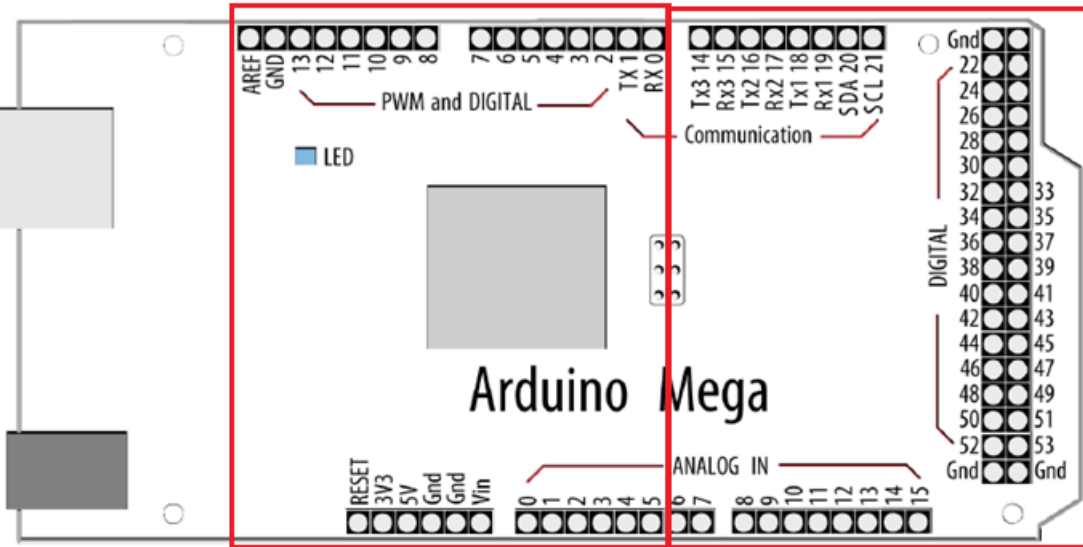 AREF
GND
13
12
11
10
9
8
7
6
5
4
3
2
TX 1
RX 0
Tx3 14
Rx3 15
Tx2 16
Rx2 17
Tx1 18
Rx1 19
SDA 20
SCL 21
PWM and DIGITAL
Communication
LED
Gnd
22
24
26
28
30
32 33
34 35
36 37
38 39
40 41
42 43
44 45
46 47
48 49
50 51
52 53
Gnd Gnd
DIGITAL
Arduino Mega
ANALOG IN
RESET
3V3
5V
Gnd
Gnd
Vin
0
1
2
3
4
5
6
7
8
9
10
11
12
13
14
15